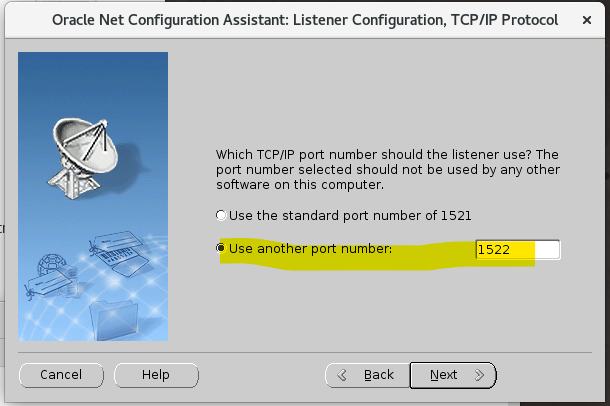 Oracle Net Configuration Assistant: Listener Configuration, TCP/IP Protocol
Which TCP/IP port number should the listener use? The
port number selected should not be used by any other
software on this computer.
Use the standard port number of 1521
Use another port number:
1522
Cancel
Help
Back
Next